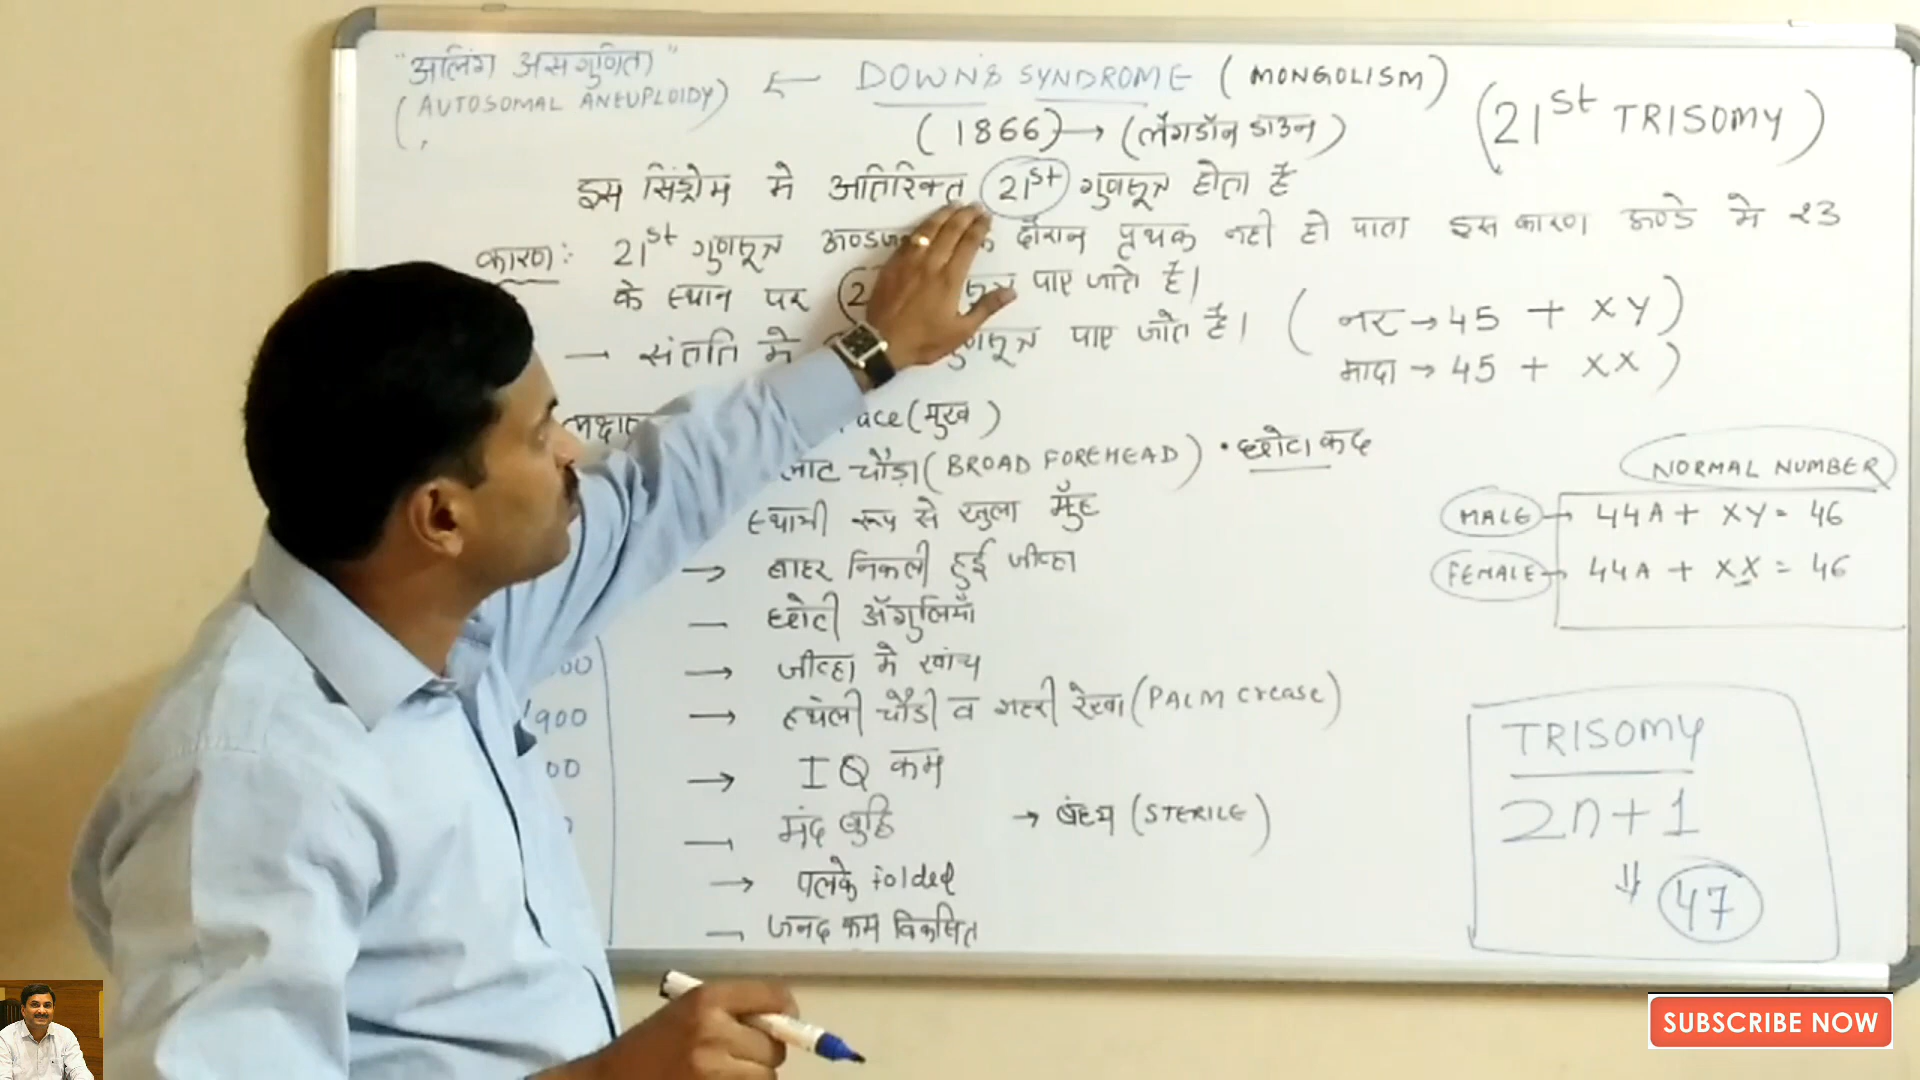 "अलिंग असगुणिता"
(AUTOSOMAL ANEUPLOIDY)
← DOWN'S SYNDROME (MONGOLISM)
(21st TRISOMY)
(1866) → (लैंगडॉन डाउन)
इस सिंड्रोम मे अतिरिक्त 21st गुणसूत्र होता है
कारण: 21st गुणसूत्र दौरान पृथक नही हो पाता इस कारण अण्डे मे 23
के स्थान पर पाए जाते है।
→ संतति मे गुणसूत्र पाए जाते है।
(नर → 45 + XY)
मादा → 45 + XX)
(मुख)
चौड़ा (BROAD FOREHEAD) • छोटा कद
स्थायी रूप से खुला मुँह
→ बाहर निकली हुई जीव्हा
— छोटी अँगुलियाँ
→ जीव्हा मे खांच
→ हथेली चौडी व गहरी रेखा (PALM crease)
→ IQ कम
— मंद बुद्धि → बंध्य (STERILE)
→ पलके folded
— जनद कम विकसित
NORMAL NUMBER
MALE → 44A + XY = 46
FEMALE → 44A + XX = 46
TRISOMY
2n+1
⇓ 47
900
00
SUBSCRIBE NOW